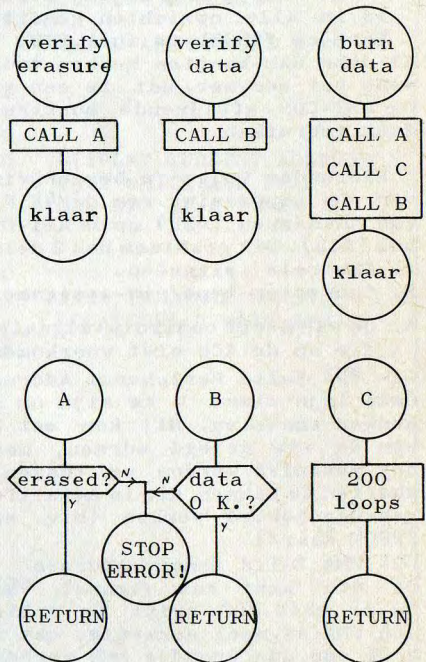 verify
erasure
CALL A
klaar
verify
data
CALL B
klaar
burn
data
CALL A
CALL C
CALL B
klaar
A
erased?
N
Y
B
data
O K.?
N
Y
STOP
ERROR!
C
200
loops
RETURN
RETURN
RETURN